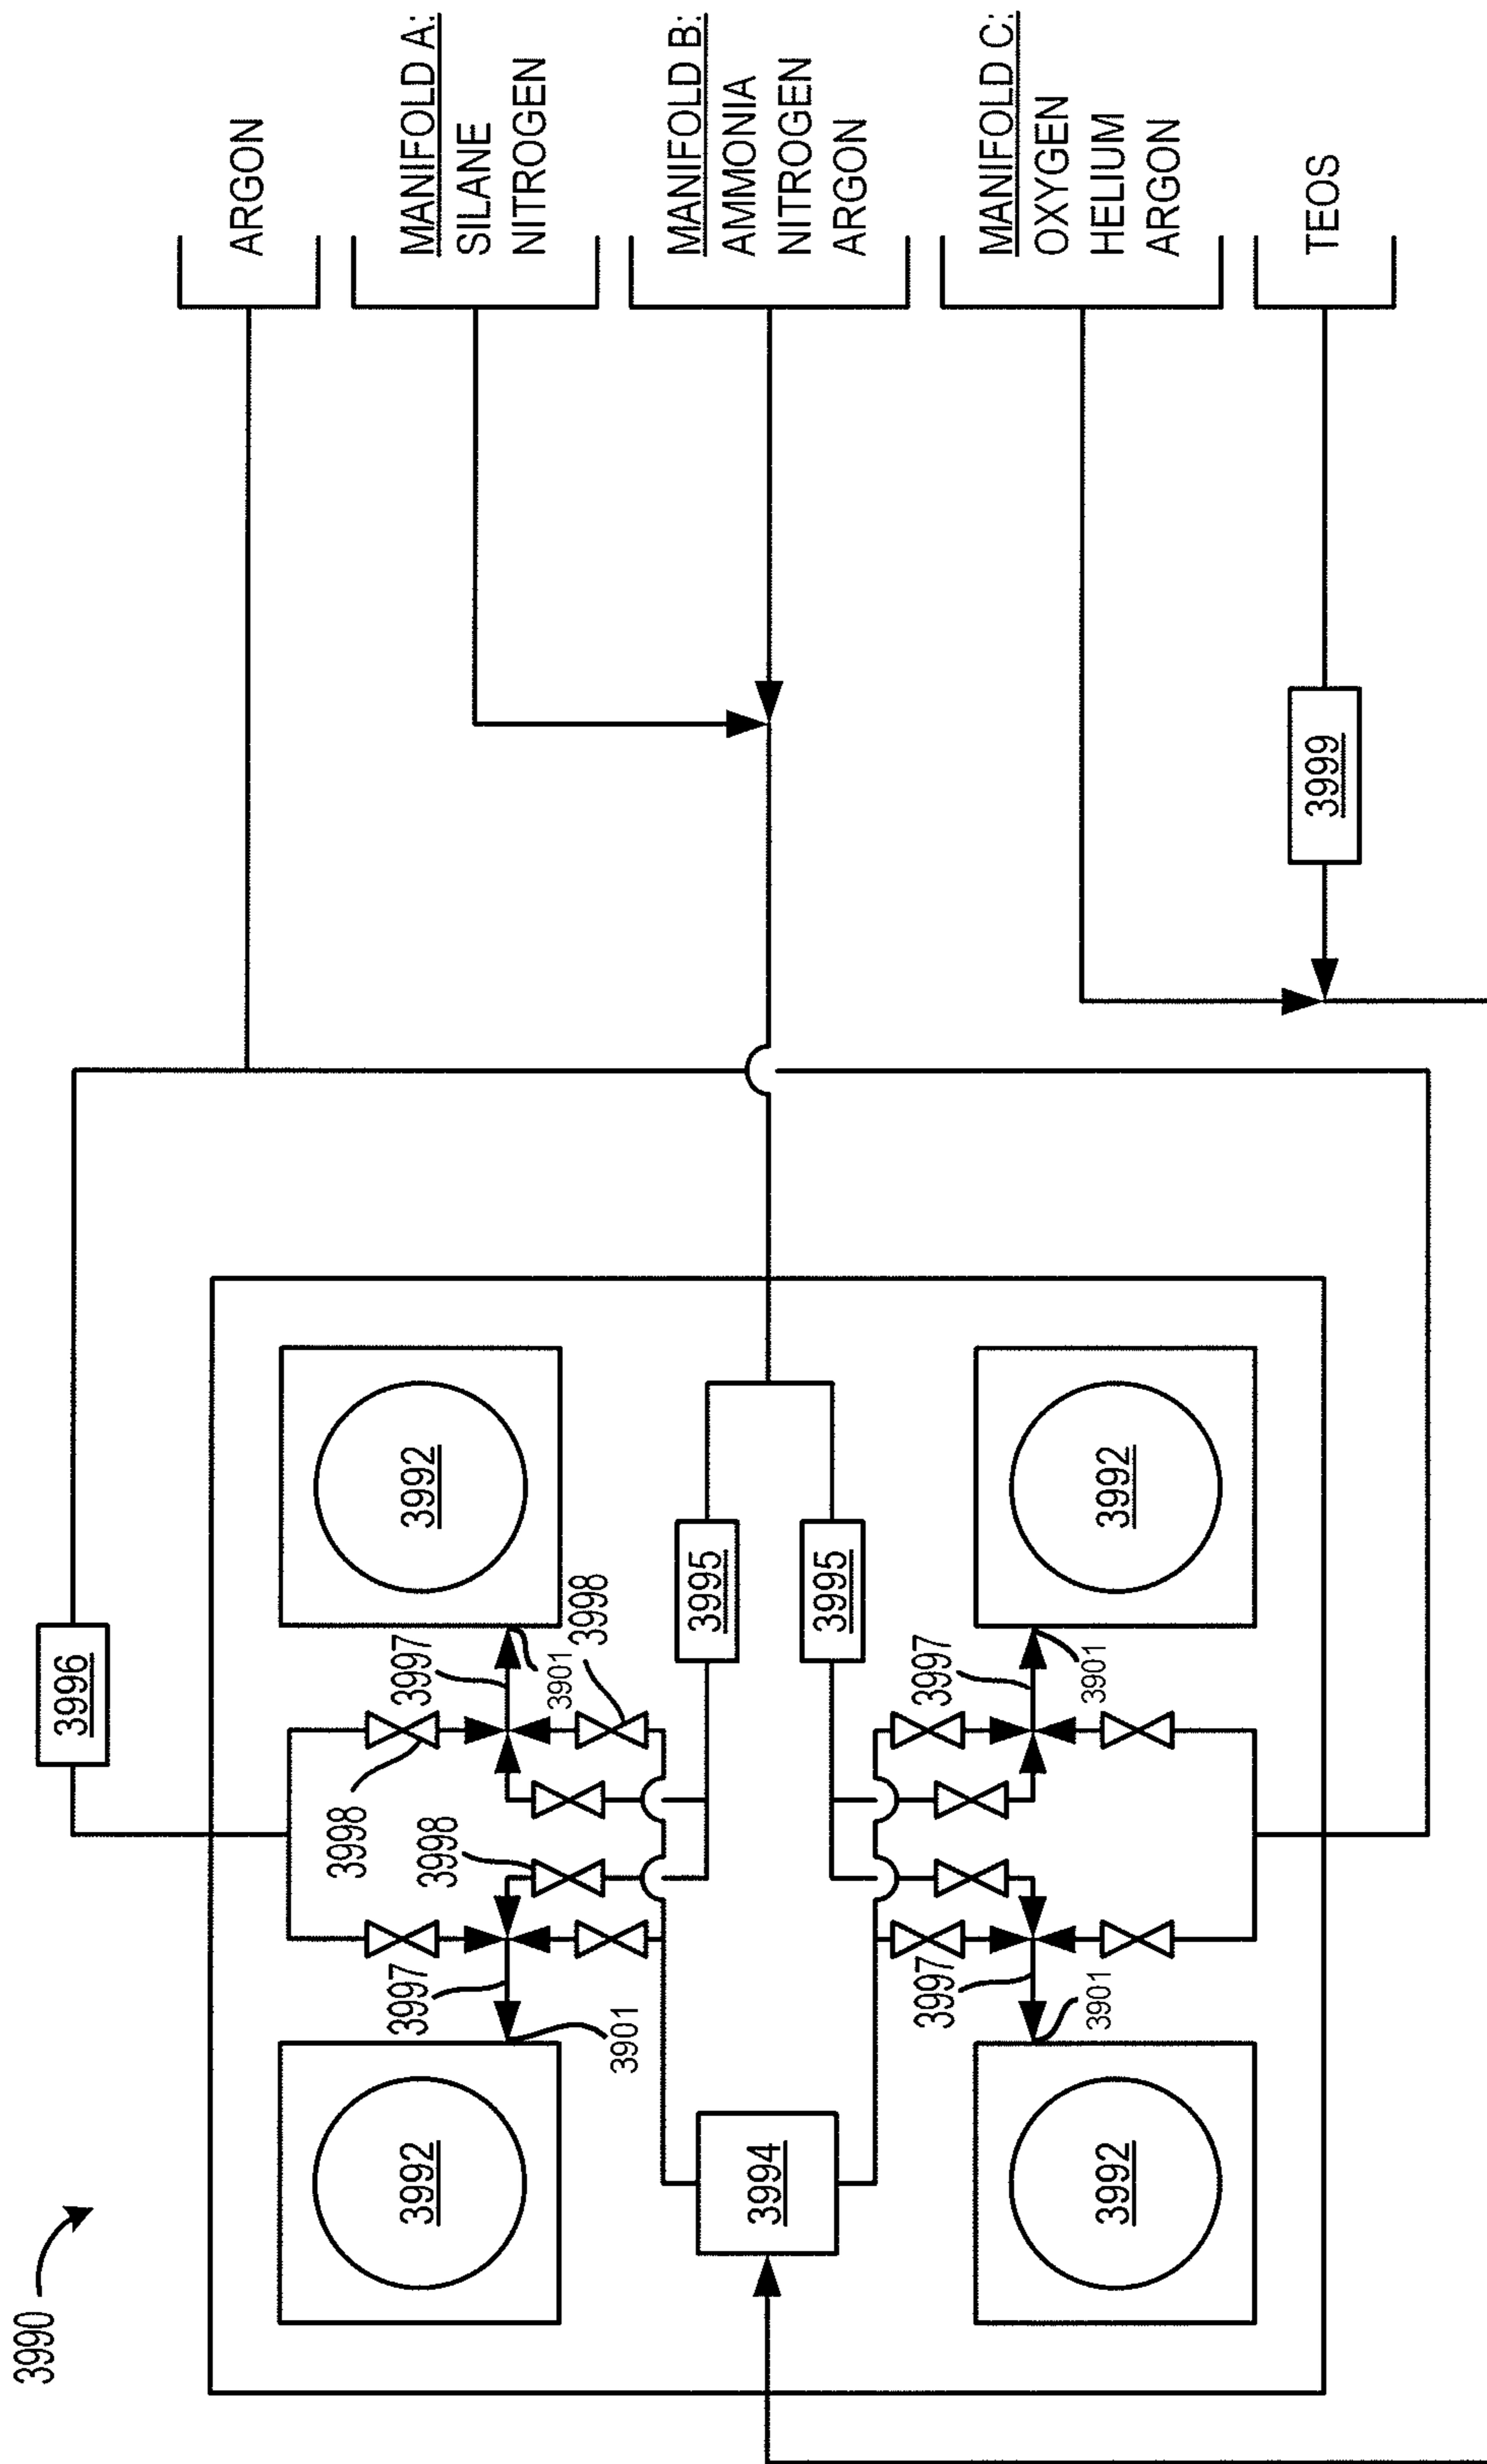 3990
3996
3998
3992
3997
3997
3992
3998
3901
3998
3901
3995
3994
3995
3997
3997
3901
3901
3992
3992
ARGON
MANIFOLD A:
SILANE
NITROGEN
MANIFOLD B:
AMMONIA
NITROGEN
ARGON
MANIFOLD C:
OXYGEN
HELIUM
ARGON
3999
TEOS